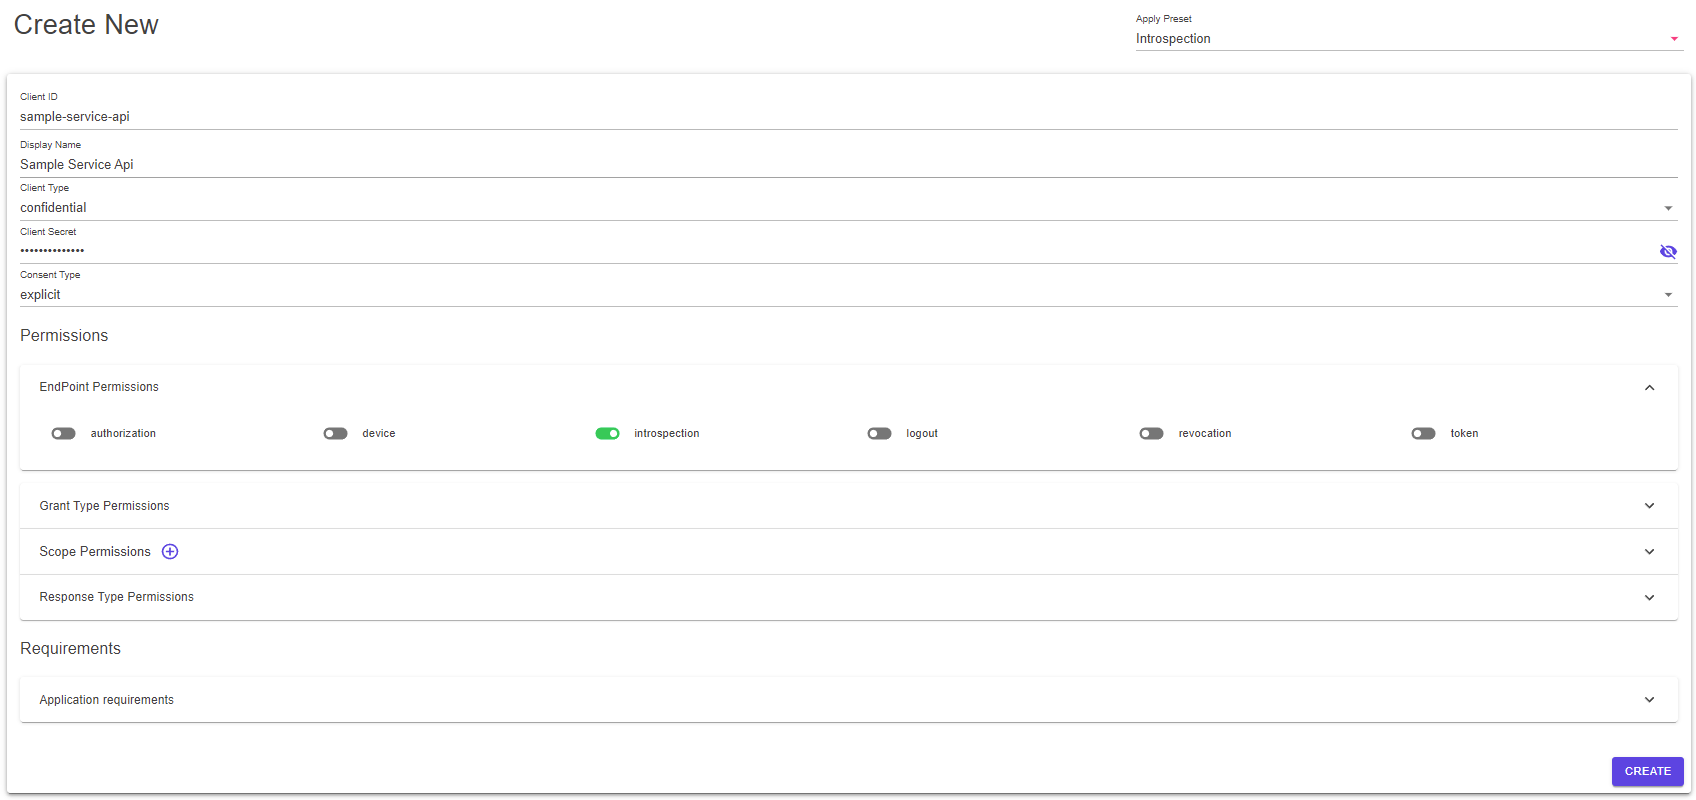 Create New
Apply Preset
Introspection
Client ID
sample-service-api
Display Name
Sample Service Api
Client Type
confidential
Client Secret
••••••••••••••
Consent Type
explicit
Permissions
EndPoint Permissions
authorization device introspection logout revocation token
Grant Type Permissions
Scope Permissions
Response Type Permissions
Requirements
Application requirements
CREATE